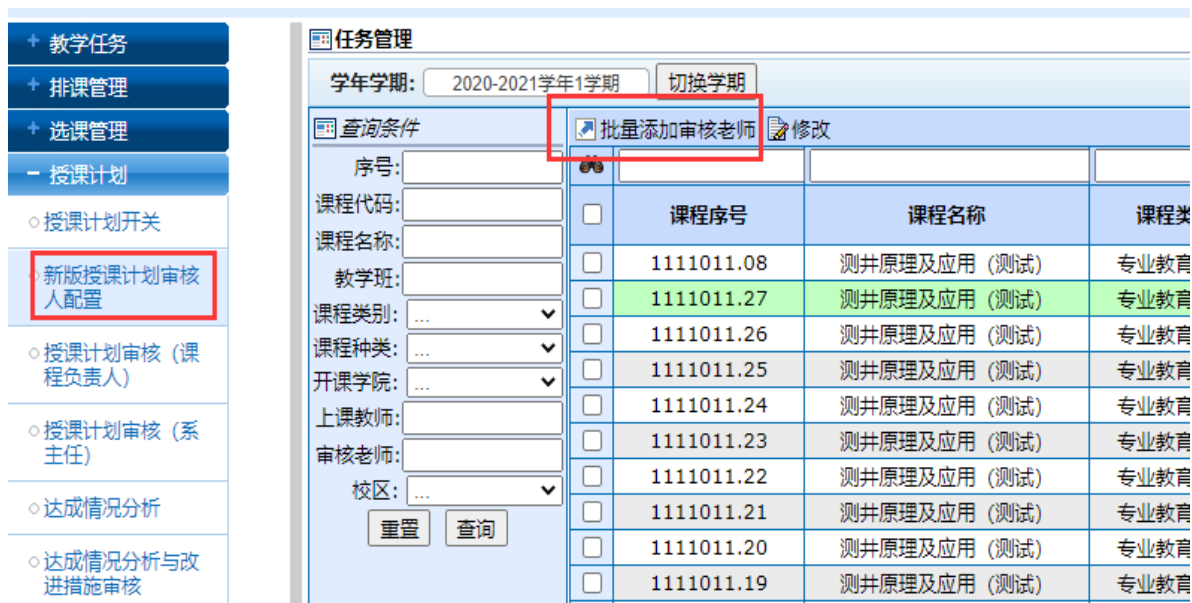 教学任务
排课管理
选课管理
授课计划
授课计划开关
新版授课计划审核
人配置
授课计划审核（课
程负责人）
授课计划审核（系
主任）
达成情况分析
达成情况分析与改
进措施审核
任务管理
学年学期: 2020-2021学年1学期 切换学期
查询条件
序号:
课程代码:
课程名称:
教学班:
课程类别: ...
课程种类: ...
开课学院: ...
上课教师:
审核老师:
校区: ...
重置 查询
批量添加审核老师 修改
课程序号 课程名称 课程类
1111011.08 测井原理及应用（测试） 专业教育
1111011.27 测井原理及应用（测试） 专业教育
1111011.26 测井原理及应用（测试） 专业教育
1111011.25 测井原理及应用（测试） 专业教育
1111011.24 测井原理及应用（测试） 专业教育
1111011.23 测井原理及应用（测试） 专业教育
1111011.22 测井原理及应用（测试） 专业教育
1111011.21 测井原理及应用（测试） 专业教育
1111011.20 测井原理及应用（测试） 专业教育
1111011.19 测井原理及应用（测试） 专业教育